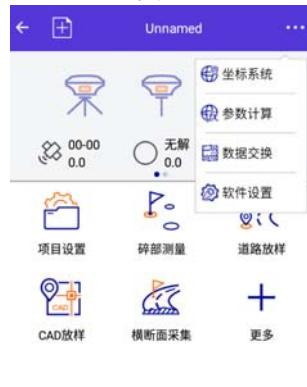 Unnamed
坐标系统
参数计算
数据交换
软件设置
00-00
0.0
无解
0.0
项目设置
碎部测量
道路放样
CAD
CAD放样
横断面采集
更多